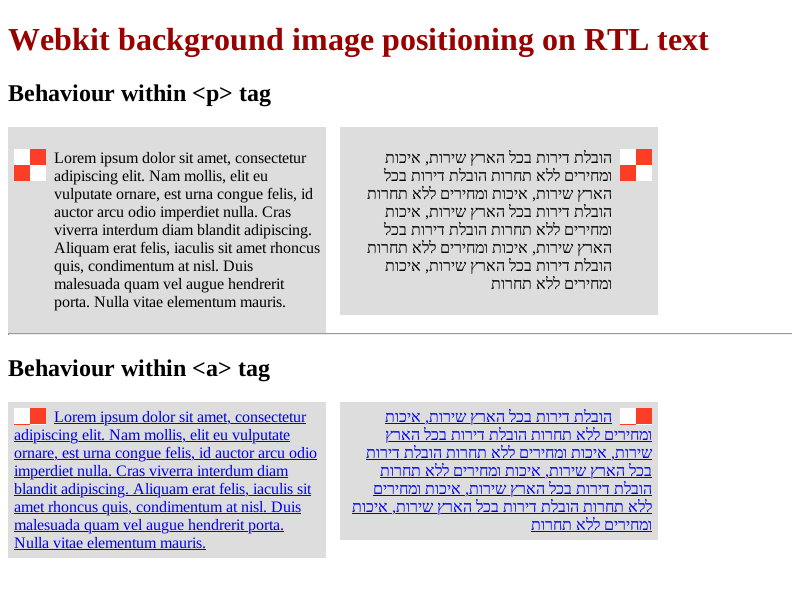 Webkit background image positioning on RTL text
Behaviour within <p> tag
Lorem ipsum dolor sit amet, consectetur
adipiscing elit. Nam mollis, elit eu
vulputate ornare, est urna congue felis, id
auctor arcu odio imperdiet nulla. Cras
viverra interdum diam blandit adipiscing.
Aliquam erat felis, iaculis sit amet rhoncus
quis, condimentum at nisl. Duis
malesuada quam vel augue hendrerit
porta. Nulla vitae elementum mauris.
הובלת דירות בכל הארץ שירות, איכות
ומחירים ללא תחרות הובלת דירות בכל
הארץ שירות, איכות ומחירים ללא תחרות
הובלת דירות בכל הארץ שירות, איכות
ומחירים ללא תחרות הובלת דירות בכל
הארץ שירות, איכות ומחירים ללא תחרות
הובלת דירות בכל הארץ שירות, איכות
ומחירים ללא תחרות
Behaviour within <a> tag
Lorem ipsum dolor sit amet, consectetur
adipiscing elit. Nam mollis, elit eu vulputate
ornare, est urna congue felis, id auctor arcu odio
imperdiet nulla. Cras viverra interdum diam
blandit adipiscing. Aliquam erat felis, iaculis sit
amet rhoncus quis, condimentum at nisl. Duis
malesuada quam vel augue hendrerit porta.
Nulla vitae elementum mauris.
הובלת דירות בכל הארץ שירות, איכות
ומחירים ללא תחרות הובלת דירות בכל הארץ
שירות, איכות ומחירים ללא תחרות הובלת דירות
בכל הארץ שירות, איכות ומחירים ללא תחרות
הובלת דירות בכל הארץ שירות, איכות ומחירים
ללא תחרות הובלת דירות בכל הארץ שירות, איכות
ומחירים ללא תחרות